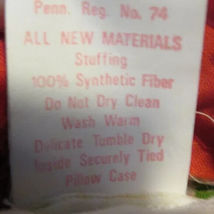 Penn. Reg. No. 74
ALL NEW MATERIALS
Stuffing
100% Synthetic Fiber
Do Not Dry Clean
Wash Warm
Delicate Tumble Dry
Inside Securely Tied
Pillow Case